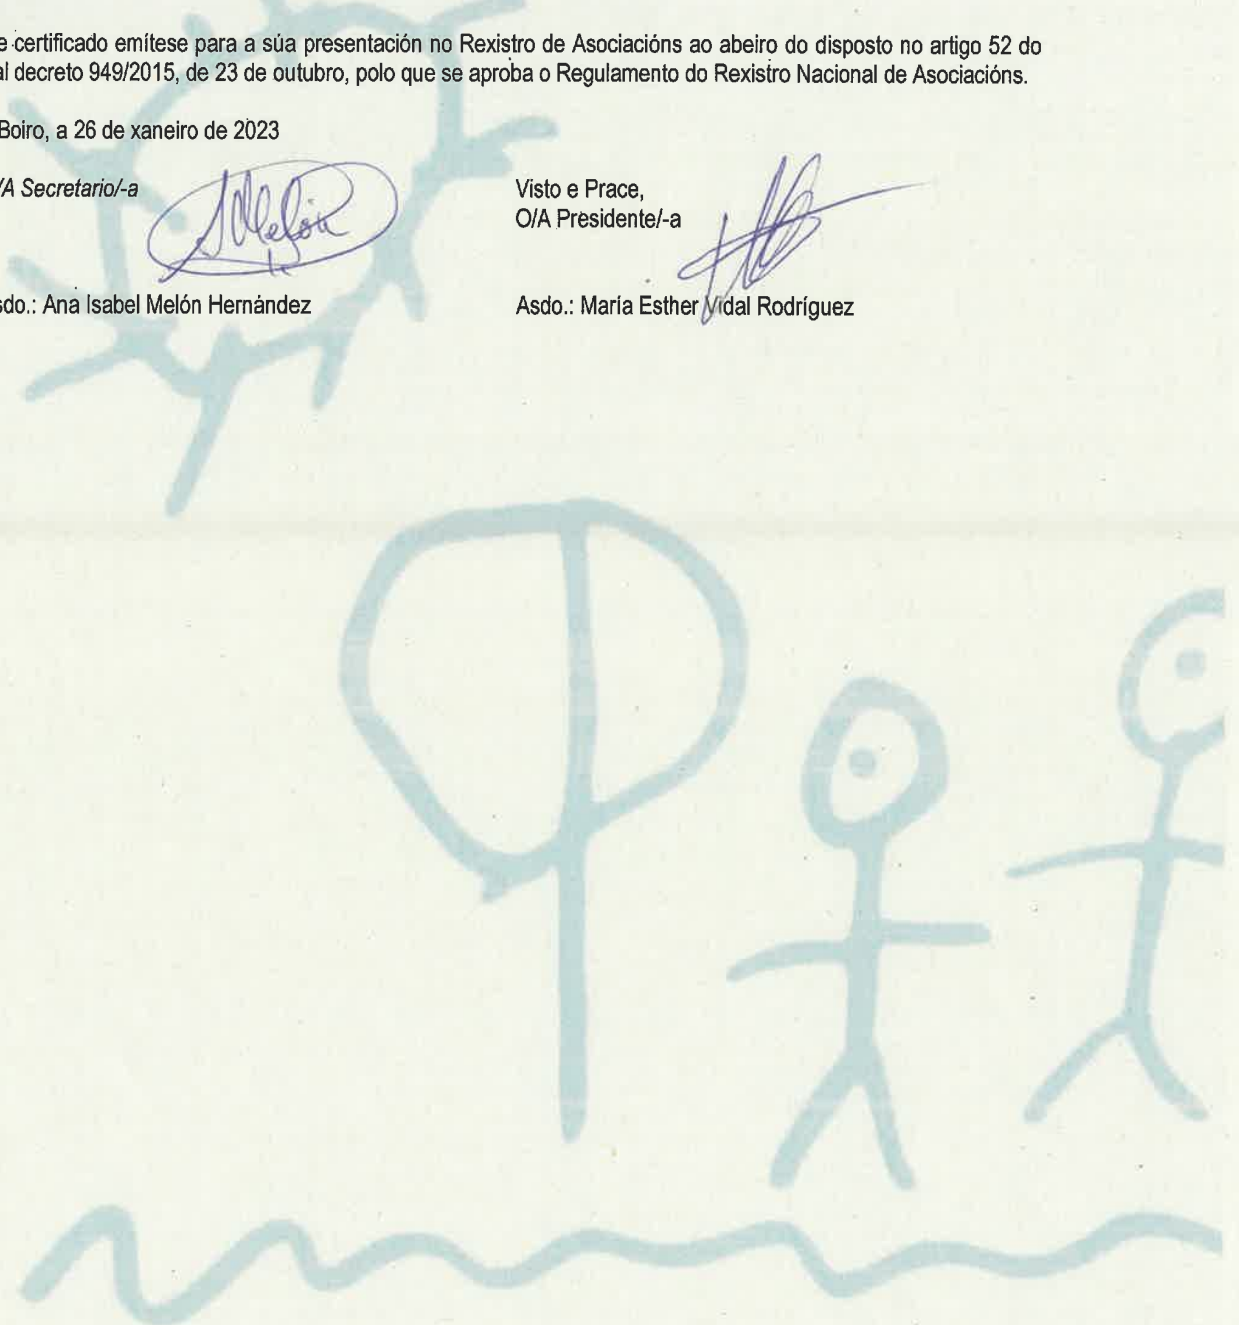 e certificado emítese para a súa presentación no Rexistro de Asociacións ao abeiro do disposto no artigo 52 do
al decreto 949/2015, de 23 de outubro, polo que se aproba o Regulamento do Rexistro Nacional de Asociacións.
Boiro, a 26 de xaneiro de 2023
/A Secretario/-a
Visto e Prace,
O/A Presidente/-a
sdo.: Ana Isabel Melón Hernández
Asdo.: María Esther Vidal Rodríguez